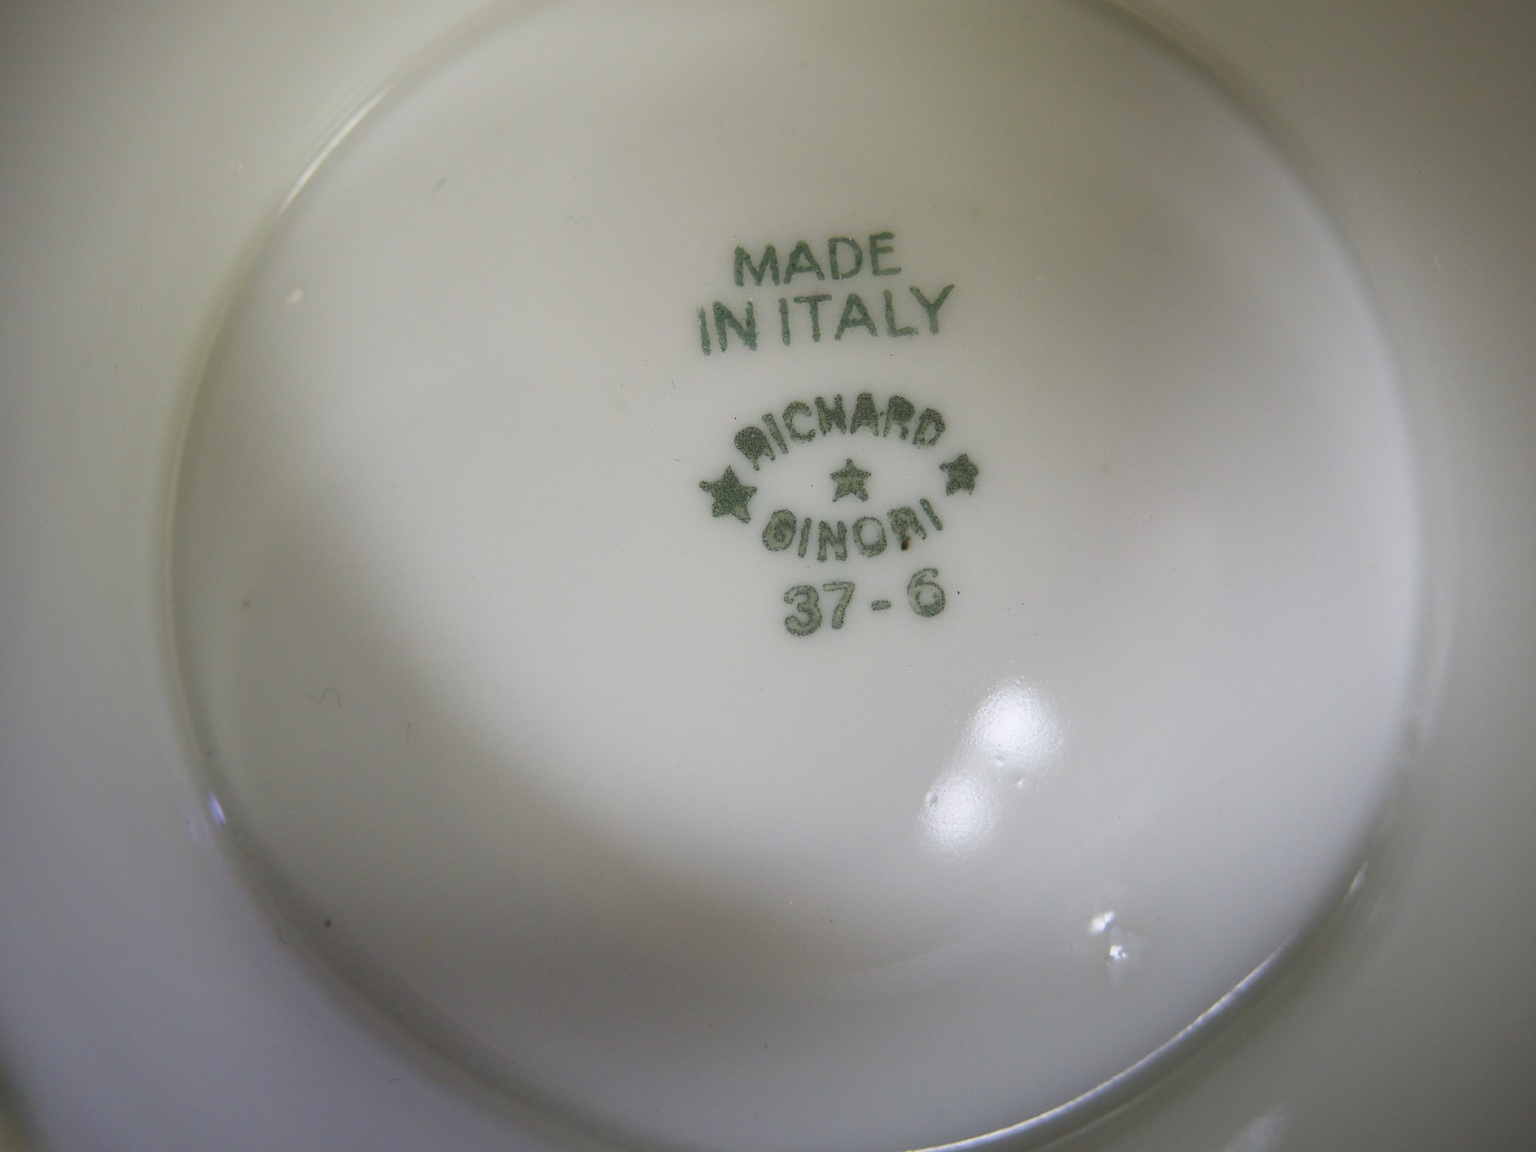 MADE
IN ITALY
RICHARD
GINORI
37-6